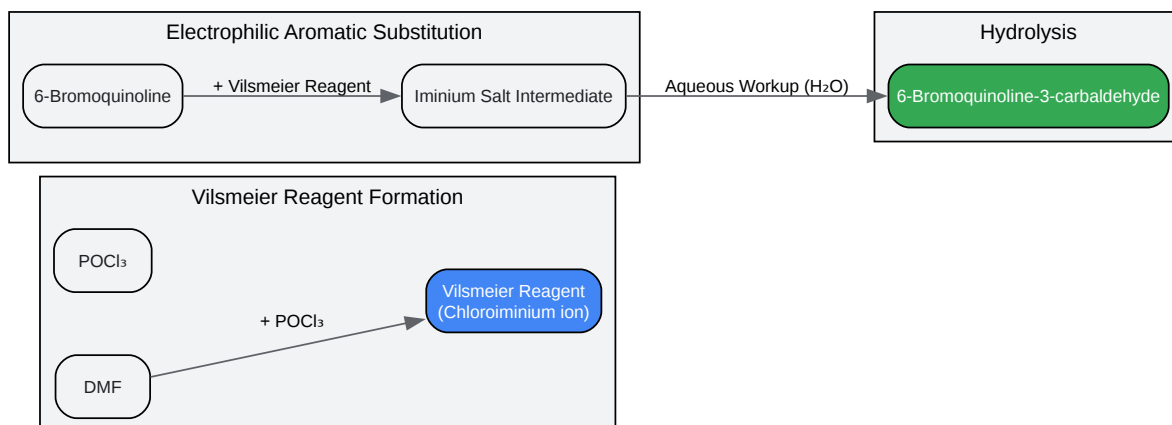 Electrophilic Aromatic Substitution
6-Bromoquinoline
+ Vilsmeier Reagent
Iminium Salt Intermediate
Aqueous Workup (H₂O)
Hydrolysis
6-Bromoquinoline-3-carbaldehyde
Vilsmeier Reagent Formation
POCl₃
DMF
+ POCl₃
Vilsmeier Reagent
(Chloroiminium ion)